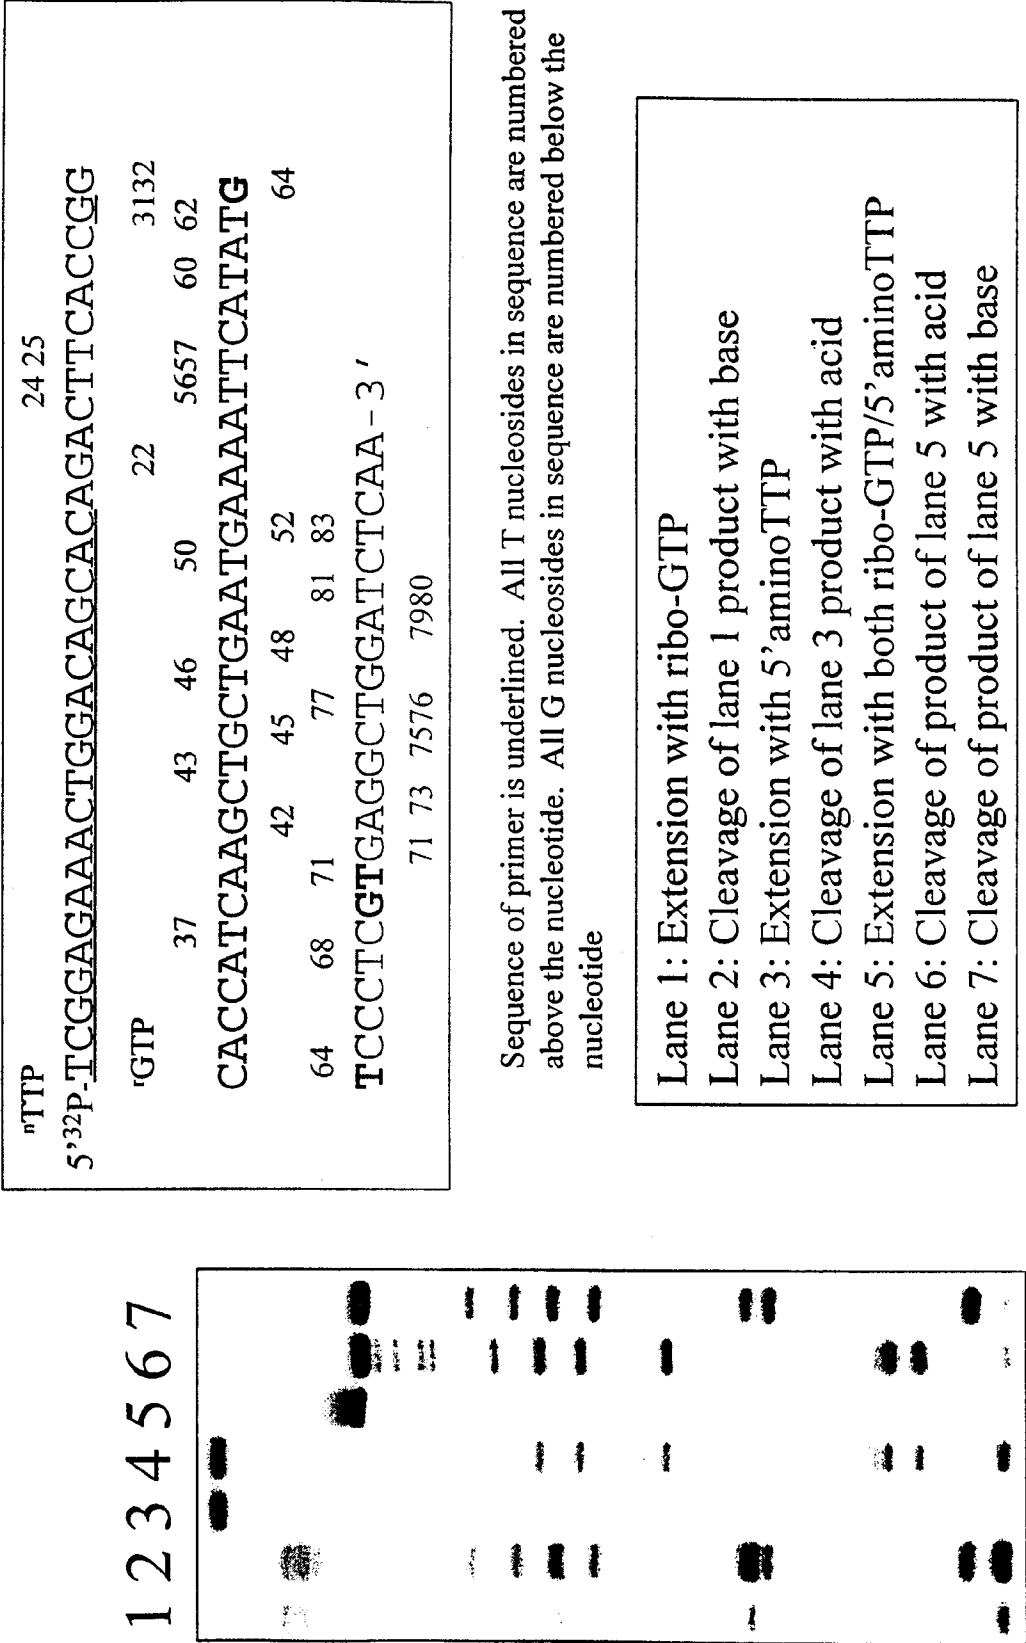 1 2 3 4 5 6 7
nTTP 24 25
5'32P-TCGGAGAAACTGGACAGCACAGACTTCACCGG
rGTP 22 3132
37 43 46 50 5657 60 62
CACCATCAAGCTGCTGAATGAAAATTCATATG
42 45 48 52 64
64 68 71 77 81 83
TCCCTCGTGAGGCTGGATCTTCAA-3'
71 73 7576 7980
Sequence of primer is underlined. All T nucleosides in sequence are numbered
above the nucleotide. All G nucleosides in sequence are numbered below the
nucleotide
Lane 1: Extension with ribo-GTP
Lane 2: Cleavage of lane 1 product with base
Lane 3: Extension with 5'aminoTTP
Lane 4: Cleavage of lane 3 product with acid
Lane 5: Extension with both ribo-GTP/5'aminoTTP
Lane 6: Cleavage of product of lane 5 with acid
Lane 7: Cleavage of product of lane 5 with base